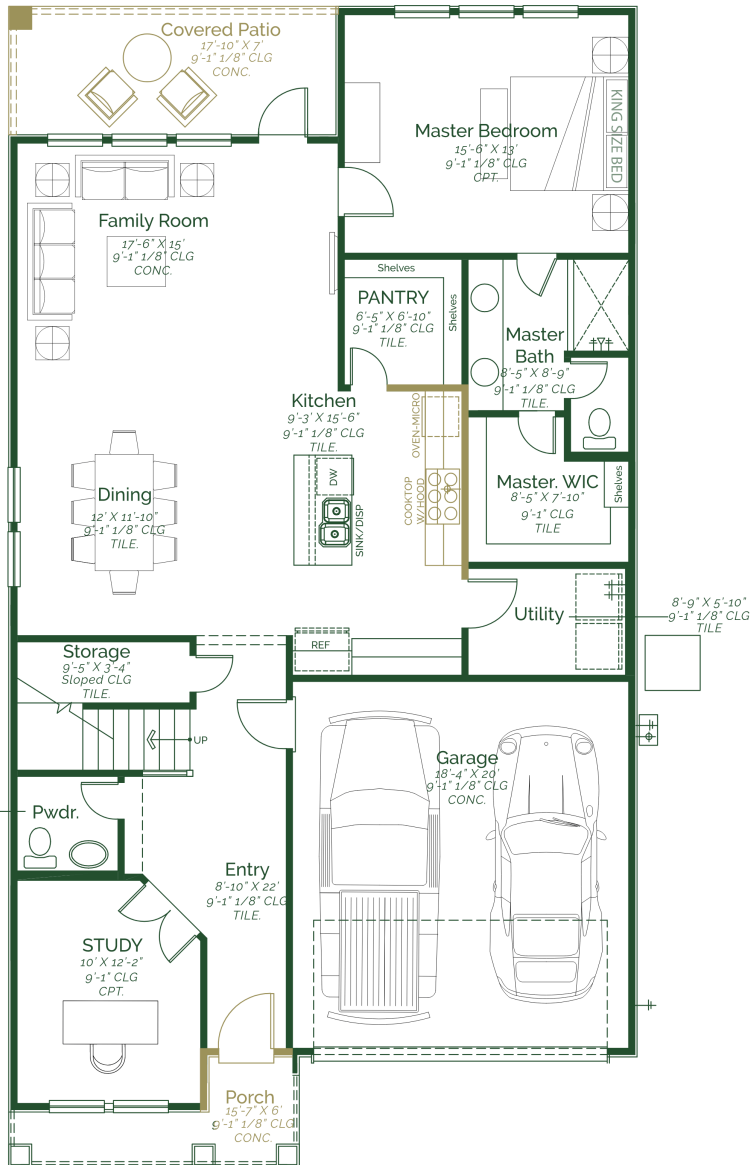 Covered Patio
17'-10" X 7'
9'-1" 1/8" CLG
CONC.
Master Bedroom
15'-6" X 13'
9'-1" 1/8" CLG
CPT.
KING SIZE BED
Family Room
17'-6" X 15'
9'-1" 1/8" CLG
CONC.
Shelves
PANTRY
6'-5" X 6'-10"
9'-1" 1/8" CLG
TILE.
Shelves
Master
Bath
8'-5" X 8'-9"
9'-1" 1/8" CLG
TILE.
Kitchen
9'-3' X 15'-6"
9'-1" 1/8" CLG
TILE.
OVEN-MICRO
COOKTOP
W/HOOD
DW
SINK/DISP
Master. WIC
8'-5" X 7'-10"
9'-1" CLG
TILE
Shelves
Dining
12' X 11'-10"
9'-1" 1/8" CLG
TILE.
Utility
8'-9" X 5'-10"
9'-1" 1/8" CLG
TILE
REF
Storage
9'-5" X 3'-4"
Sloped CLG
TILE.
UP
Garage
18'-4" X 20'
9'-1" 1/8" CLG
CONC.
Pwdr.
Entry
8'-10" X 22'
9'-1" 1/8" CLG
TILE.
STUDY
10' X 12'-2"
9'-1" CLG
CPT.
Porch
15'-7" X 6'
9'-1" 1/8" CLG
CONC.